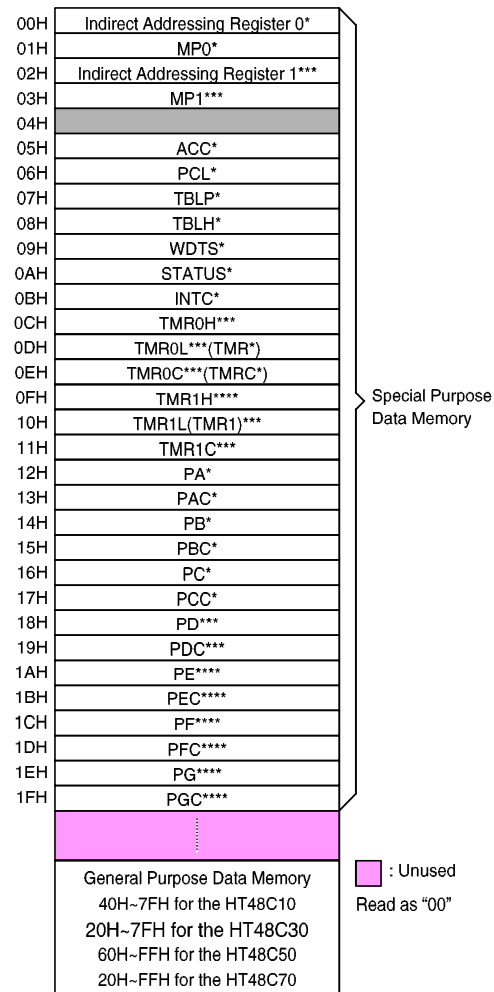 00H Indirect Addressing Register 0*
01H MP0*
02H Indirect Addressing Register 1***
03H MP1***
04H
05H ACC*
06H PCL*
07H TBLP*
08H TBLH*
09H WDTS*
0AH STATUS*
0BH INTC*
0CH TMR0H***
0DH TMR0L***(TMR*)
0EH TMR0C***(TMRC*)
0FH TMR1H****
10H TMR1L(TMR1)***
11H TMR1C***
12H PA*
13H PAC*
14H PB*
15H PBC*
16H PC*
17H PCC*
18H PD***
19H PDC***
1AH PE****
1BH PEC****
1CH PF****
1DH PFC****
1EH PG****
1FH PGC****
Special Purpose
Data Memory
General Purpose Data Memory
40H~7FH for the HT48C10
20H~7FH for the HT48C30
60H~FFH for the HT48C50
20H~FFH for the HT48C70
: Unused
Read as “00”